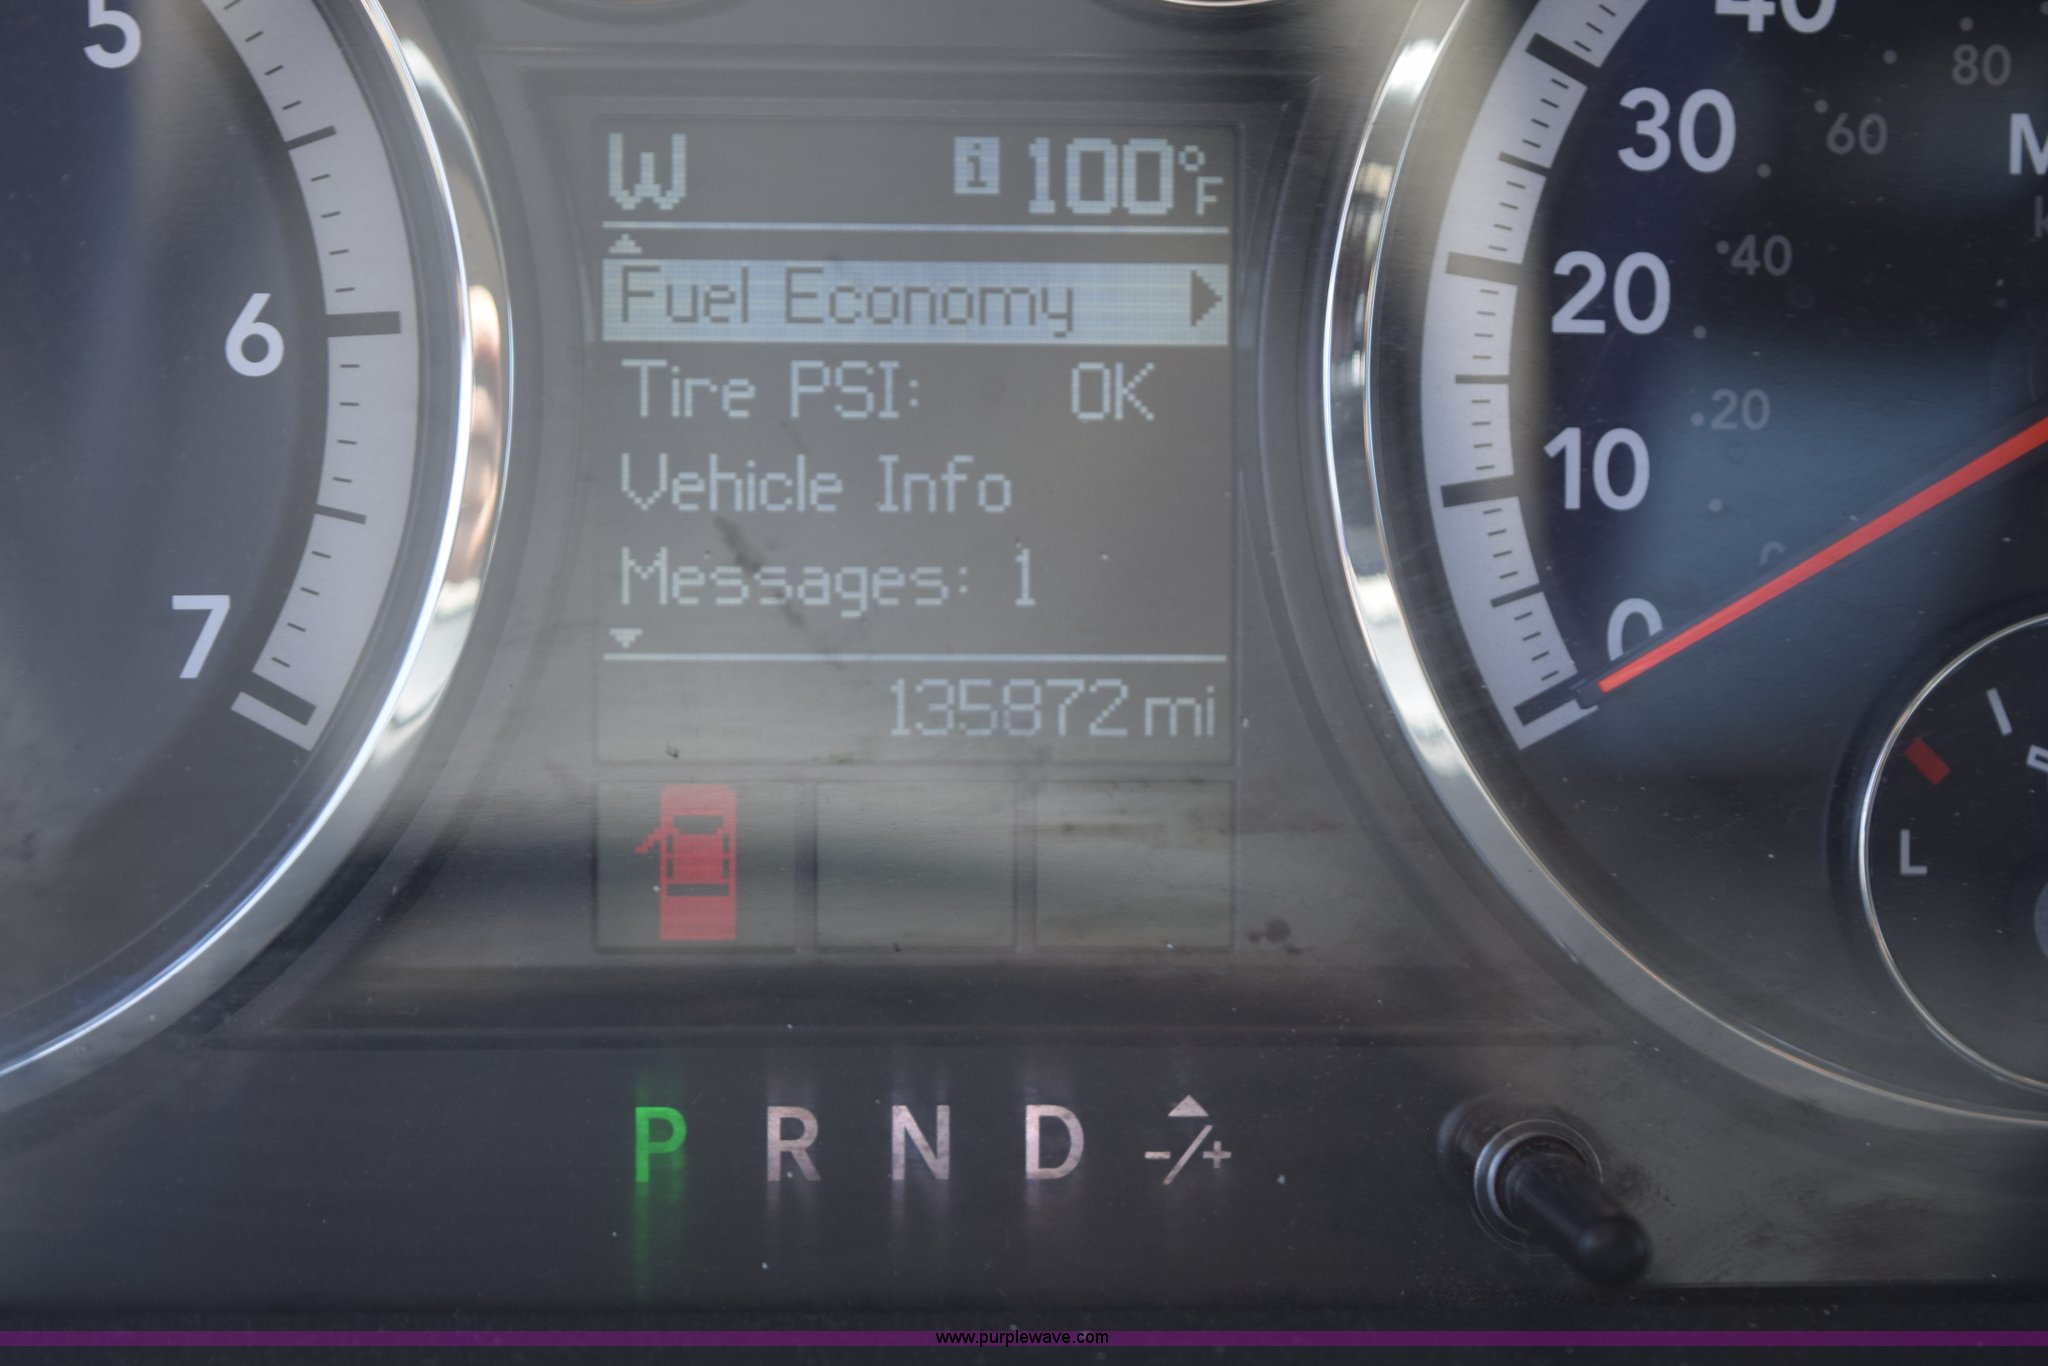 W i 100°F
Fuel Economy
Tire PSI: OK
Vehicle Info
Messages: 1
135872 mi
P R N D -/+
5
6
7
40
30
20
10
0
80
60
40
20
M
L
www.purplewave.com